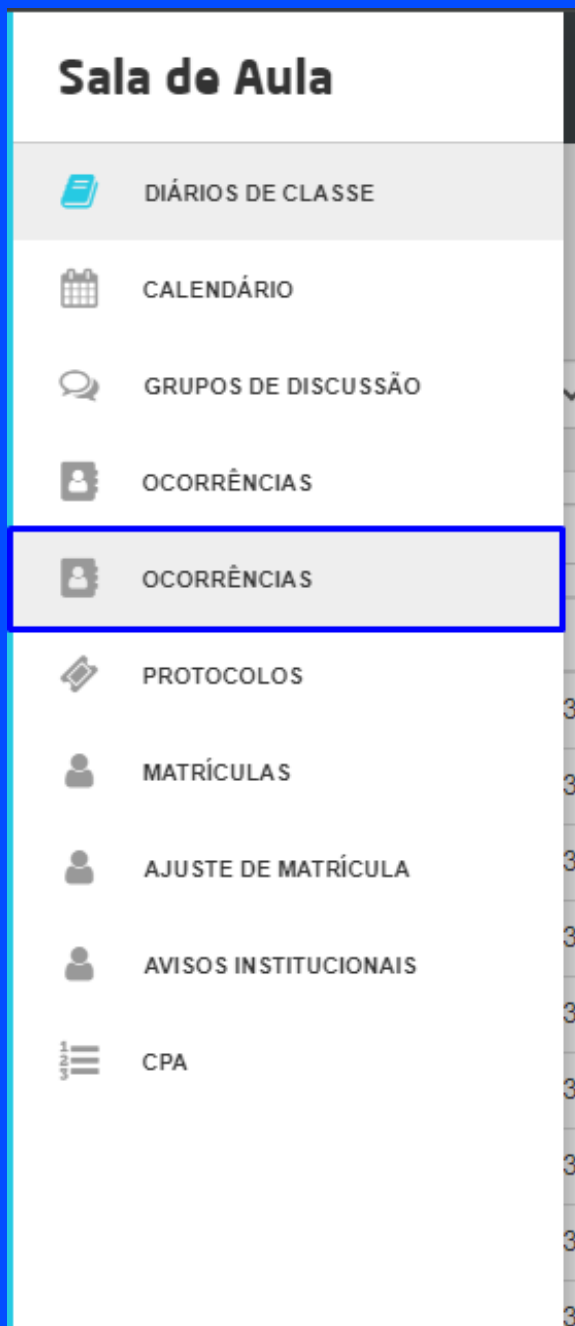 Sala de Aula
DIÁRIOS DE CLASSE
CALENDÁRIO
GRUPOS DE DISCUSSÃO
OCORRÊNCIAS
OCORRÊNCIAS
PROTOCOLOS
MATRÍCULAS
AJUSTE DE MATRÍCULA
AVISOS INSTITUCIONAIS
CPA